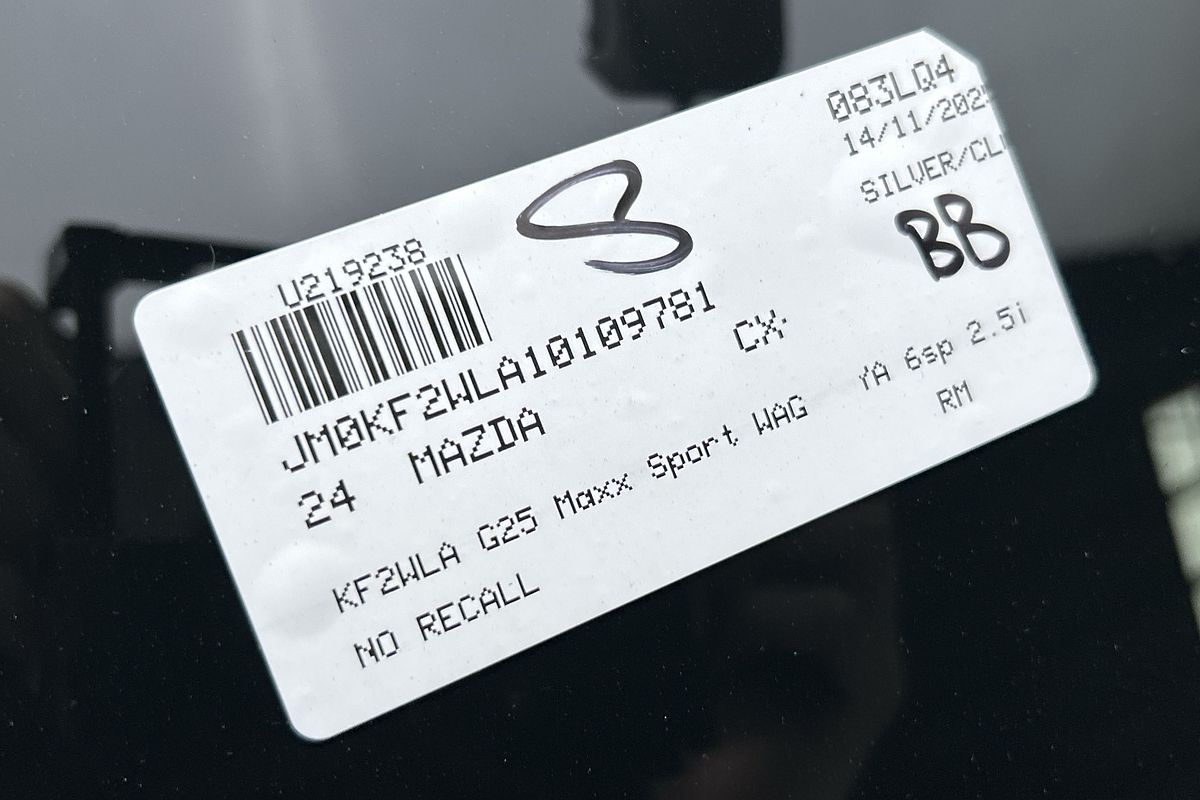 083LQ4
14/11/202
SILVER/CL
BB
S
U219238
JM0KF2WLA10109781
24 MAZDA CX-
KF2WLA G25 Maxx Sport WAG YA 6sp 2.5i
NO RECALL RM